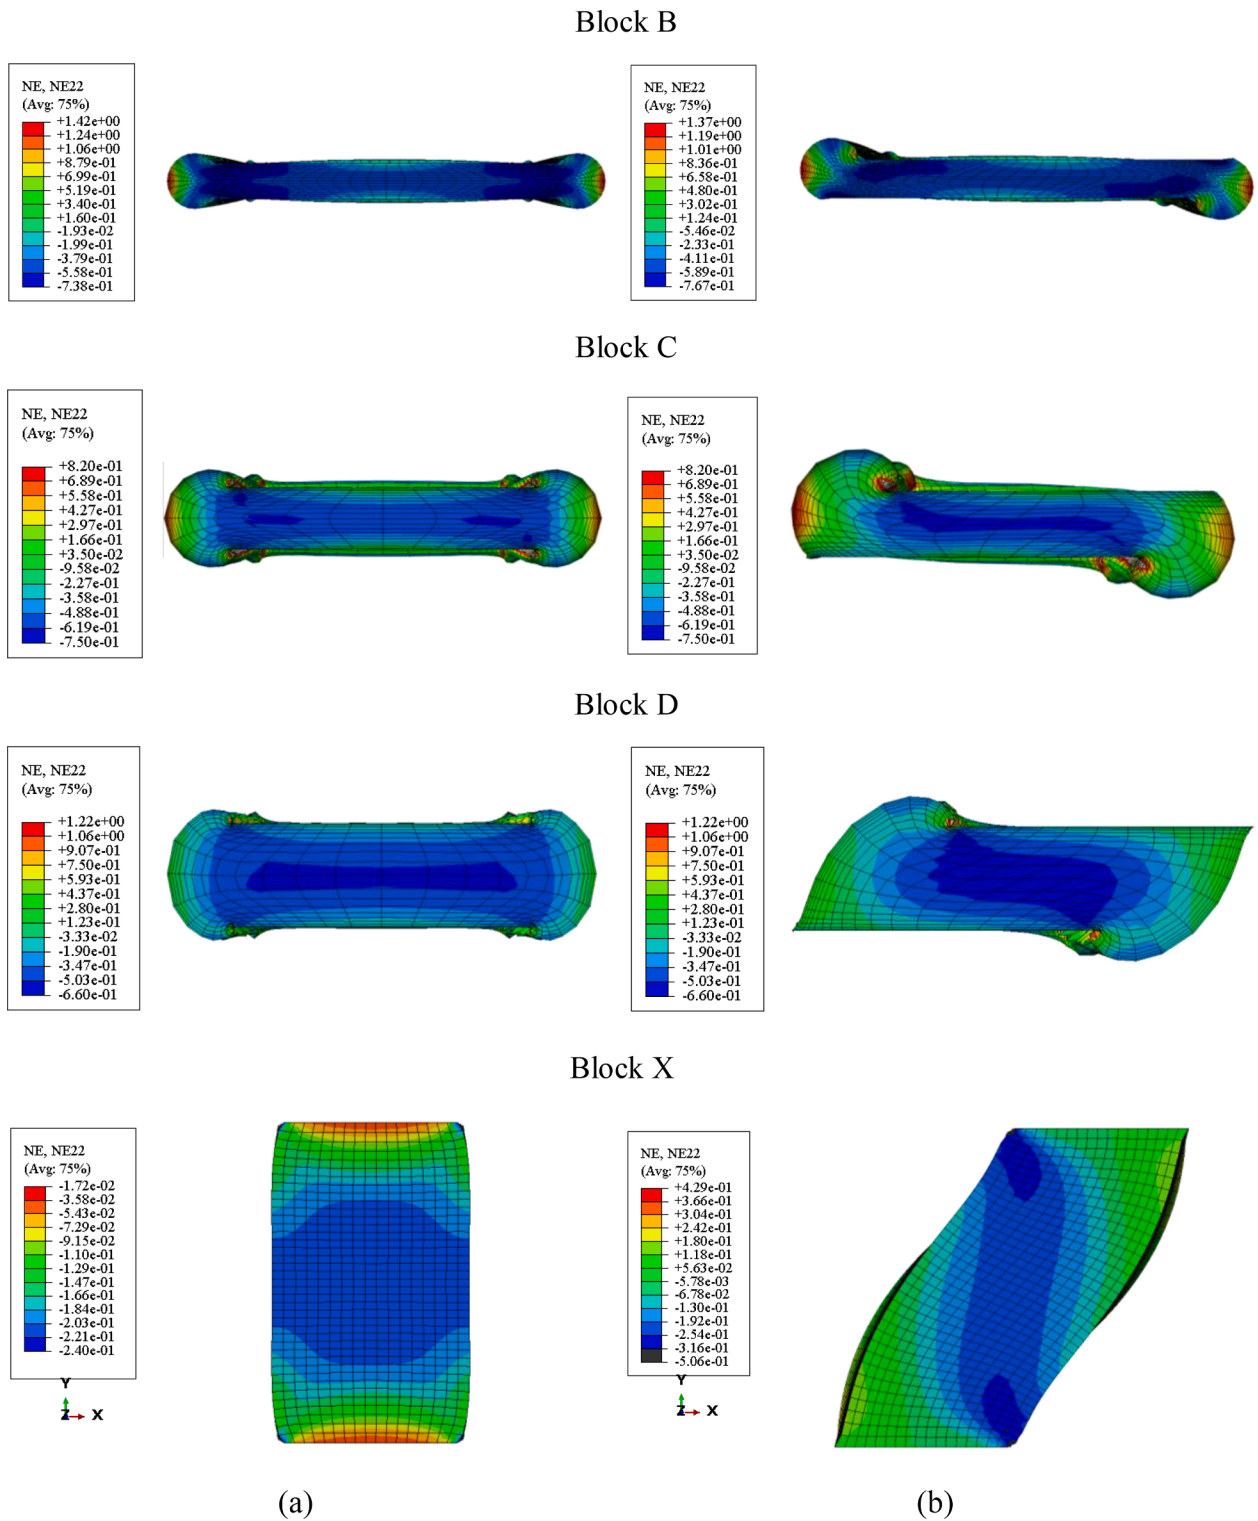 Block B
NE, NE22
(Avg: 75%)
+1.42e+00
+1.24e+00
+1.06e+00
+8.79e-01
+6.99e-01
+5.19e-01
+3.40e-01
+1.60e-01
-1.93e-02
-1.99e-01
-3.79e-01
-5.58e-01
-7.38e-01
NE, NE22
(Avg: 75%)
+1.37e+00
+1.19e+00
+1.01e+00
+8.36e-01
+6.58e-01
+4.80e-01
+3.02e-01
+1.24e-01
-5.46e-02
-2.33e-01
-4.11e-01
-5.89e-01
-7.67e-01
Block C
NE, NE22
(Avg: 75%)
+8.20e-01
+6.89e-01
+5.58e-01
+4.27e-01
+2.97e-01
+1.66e-01
+3.50e-02
-9.58e-02
-2.27e-01
-3.58e-01
-4.88e-01
-6.19e-01
-7.50e-01
NE, NE22
(Avg: 75%)
+8.20e-01
+6.89e-01
+5.58e-01
+4.27e-01
+2.97e-01
+1.66e-01
+3.50e-02
-9.58e-02
-2.27e-01
-3.58e-01
-4.88e-01
-6.19e-01
-7.50e-01
Block D
NE, NE22
(Avg: 75%)
+1.22e+00
+1.06e+00
+9.07e-01
+7.50e-01
+5.93e-01
+4.37e-01
+2.80e-01
+1.23e-01
-3.33e-02
-1.90e-01
-3.47e-01
-5.03e-01
-6.60e-01
NE, NE22
(Avg: 75%)
+1.22e+00
+1.06e+00
+9.07e-01
+7.50e-01
+5.93e-01
+4.37e-01
+2.80e-01
+1.23e-01
-3.33e-02
-1.90e-01
-3.47e-01
-5.03e-01
-6.60e-01
Block X
NE, NE22
(Avg: 75%)
-1.72e-02
-3.58e-02
-5.43e-02
-7.29e-02
-9.15e-02
-1.10e-01
-1.29e-01
-1.47e-01
-1.66e-01
-1.84e-01
-2.03e-01
-2.21e-01
-2.40e-01
Y
Z X
NE, NE22
(Avg: 75%)
+4.29e-01
+3.66e-01
+3.04e-01
+2.42e-01
+1.80e-01
+1.18e-01
+5.63e-02
-5.78e-03
-6.78e-02
-1.30e-01
-1.92e-01
-2.54e-01
-3.16e-01
-5.06e-01
Y
Z X
(a)
(b)